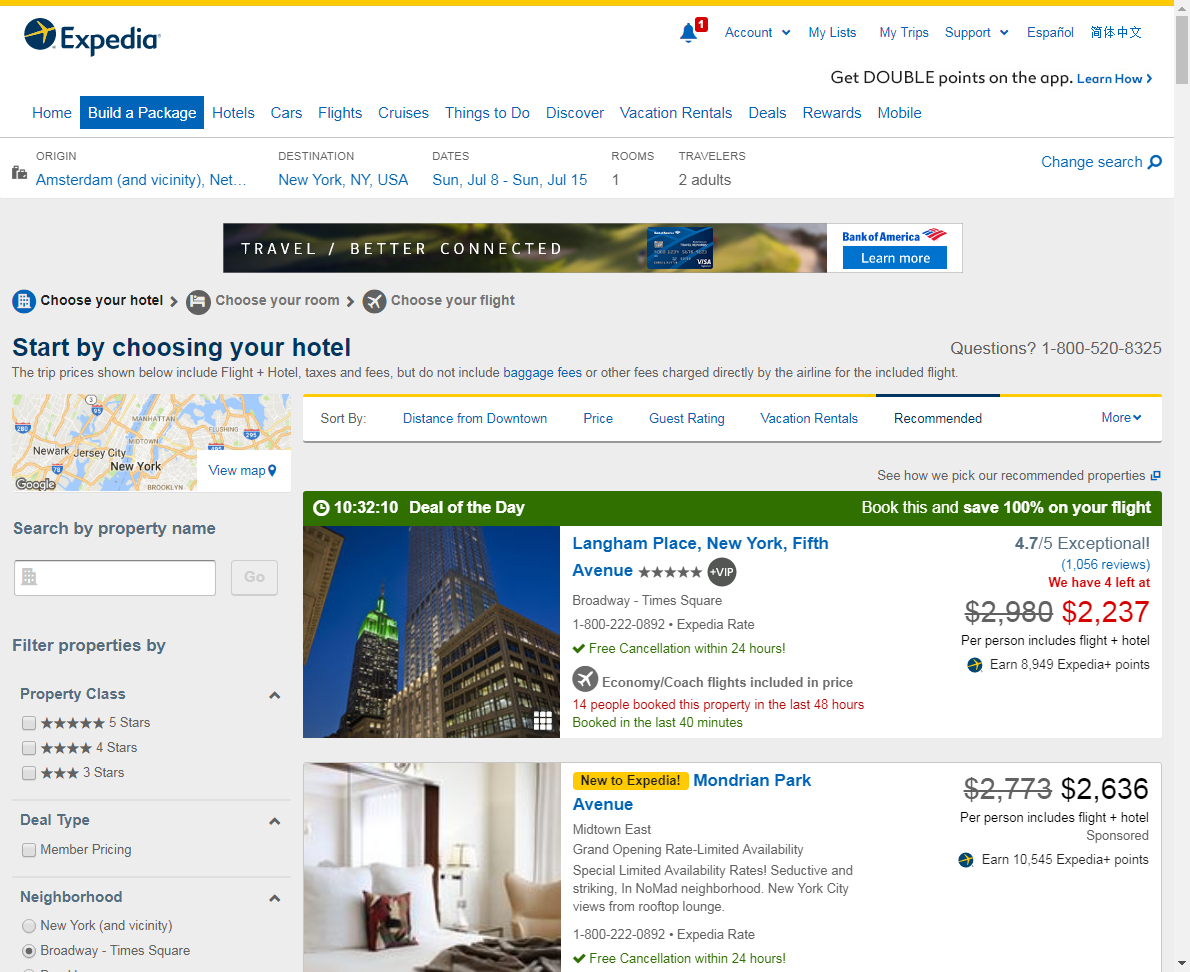 Expedia
1
Account
My Lists
My Trips
Support
Español
简体中文
Get DOUBLE points on the app. Learn How
Home
Build a Package
Hotels
Cars
Flights
Cruises
Things to Do
Discover
Vacation Rentals
Deals
Rewards
Mobile
ORIGIN
Amsterdam (and vicinity), Net...
DESTINATION
New York, NY, USA
DATES
Sun, Jul 8 - Sun, Jul 15
ROOMS
1
TRAVELERS
2 adults
Change search
TRAVEL / BETTER CONNECTED
VISA
Bank of America
Learn more
Choose your hotel
Choose your room
Choose your flight
Start by choosing your hotel
Questions? 1-800-520-8325
The trip prices shown below include Flight + Hotel, taxes and fees, but do not include baggage fees or other fees charged directly by the airline for the included flight.
3
95
MANHATTAN
280
FLUSHING
295
MIDTOWN
495
Newark
Jersey City
78
New York
Google
BROOKLYN
View map
Sort By:
Distance from Downtown
Price
Guest Rating
Vacation Rentals
Recommended
More
See how we pick our recommended properties
Search by property name
Go
Filter properties by
Property Class
5 Stars
4 Stars
3 Stars
Deal Type
Member Pricing
Neighborhood
New York (and vicinity)
Broadway - Times Square
10:32:10 Deal of the Day
Book this and save 100% on your flight
Langham Place, New York, Fifth
Avenue ★★★★★ +VIP
Broadway - Times Square
1-800-222-0892 • Expedia Rate
Free Cancellation within 24 hours!
Economy/Coach flights included in price
14 people booked this property in the last 48 hours
Booked in the last 40 minutes
4.7/5 Exceptional!
(1,056 reviews)
We have 4 left at
$2,980 $2,237
Per person includes flight + hotel
Earn 8,949 Expedia+ points
New to Expedia! Mondrian Park
Avenue
Midtown East
Grand Opening Rate-Limited Availability
Special Limited Availability Rates! Seductive and
striking, In NoMad neighborhood. New York City
views from rooftop lounge.
1-800-222-0892 • Expedia Rate
Free Cancellation within 24 hours!
$2,773 $2,636
Per person includes flight + hotel
Sponsored
Earn 10,545 Expedia+ points